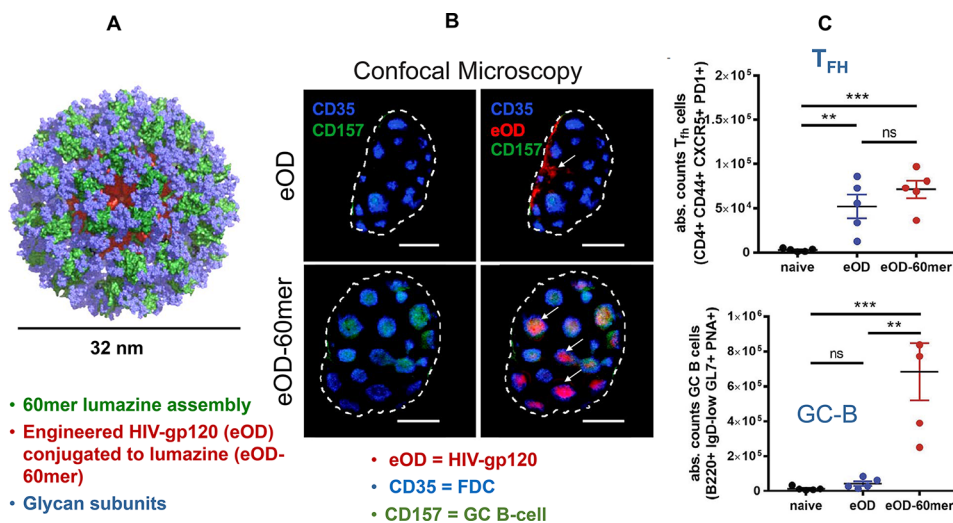 A
32 nm
• 60mer lumazine assembly
• Engineered HIV-gp120 (eOD)
conjugated to lumazine (eOD-
60mer)
• Glycan subunits
B
Confocal Microscopy
eOD
CD35
CD157
CD35
eOD
CD157
eOD-60mer
• eOD = HIV-gp120
• CD35 = FDC
• CD157 = GC B-cell
C
TFH
abs. counts Tfh cells
(CD4+ CD44+ CXCR5+ PD1+)
2×10⁵
2×10⁵
1×10⁵
5×10⁴
0
***
**
ns
naive eOD eOD-60mer
GC-B
abs. counts GC B cells
(B220+ IgD-low GL7+ PNA+)
1×10⁶
8×10⁵
6×10⁵
4×10⁵
2×10⁵
0
***
**
ns
naive eOD eOD-60mer